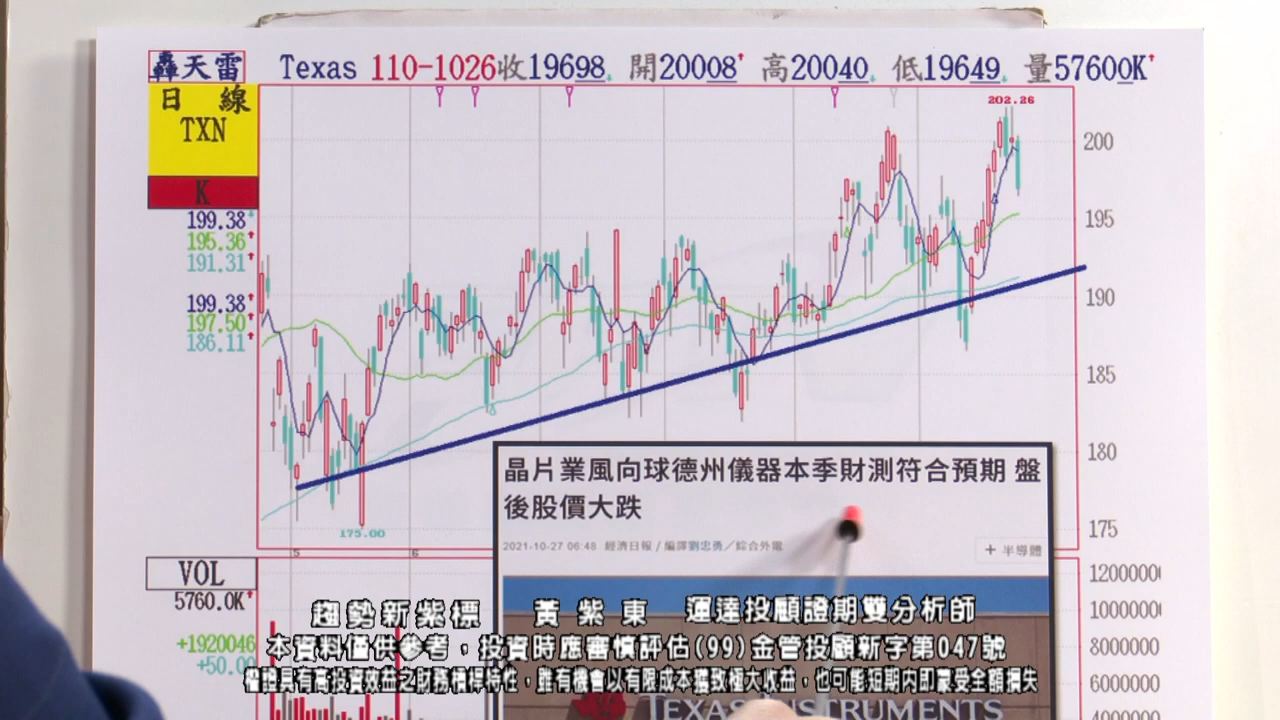 轟天雷 Texas 110-1026收19698 開20008 高20040 低19649 量57600K
日 線
TXN
K
199.38
195.36
191.31
199.38
197.50
186.11
202.26
200
195
190
185
180
175
175.00
5
6
晶片業風向球德州儀器本季財測符合預期 盤
後股價大跌
2021-10-27 06:48 經濟日報 / 編譯劉忠勇／綜合外電
+ 半導體
VOL
5760.0K
+1920046
+50.00
12000000
10000000
8000000
6000000
4000000
趨勢新紫標 黃紫東 運達投顧證期雙分析師
本資料僅供參考，投資時應審慎評估(99)金管投顧新字第047號
權證具有高投資效益之財務槓桿特性，雖有機會以有限成本獲致極大收益，也可能短期內即蒙受全額損失
TEXAS INSTRUMENTS